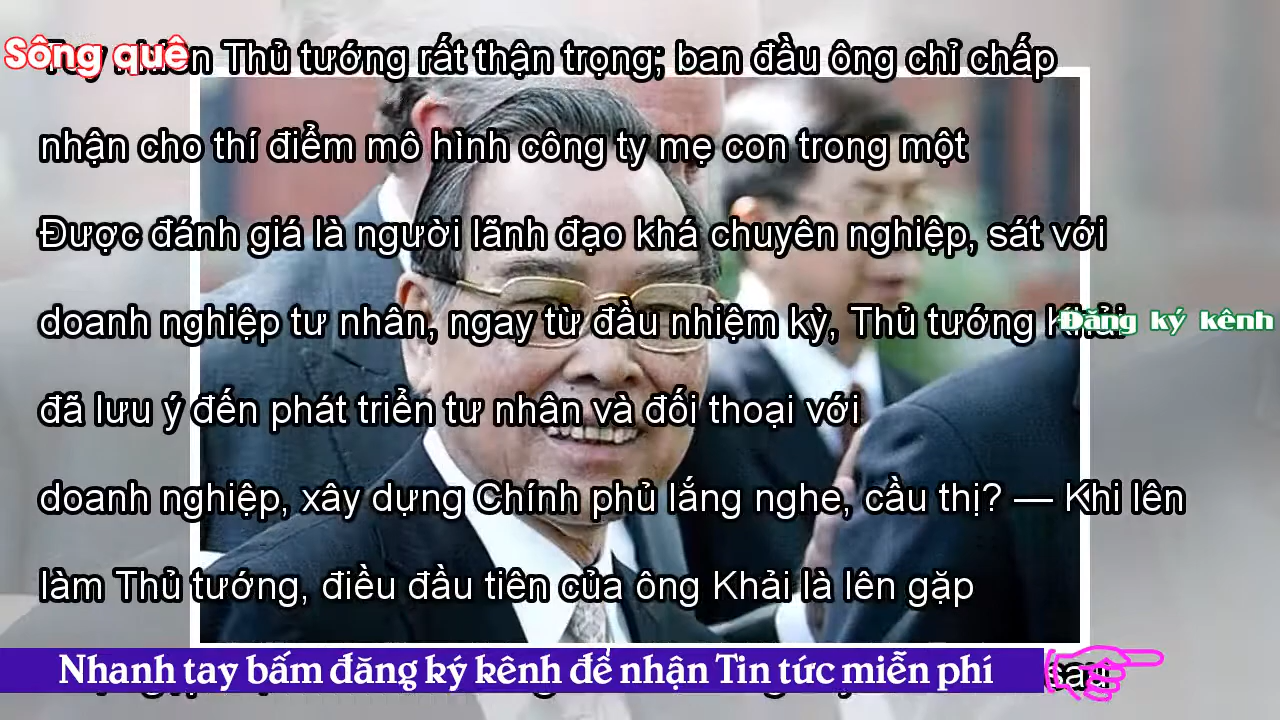 Sông quê
Thủ tướng rất thận trọng; ban đầu ông chỉ chấp
nhận cho thí điểm mô hình công ty mẹ con trong một
Được đánh giá là người lãnh đạo khá chuyên nghiệp, sát với
doanh nghiệp tư nhân, ngay từ đầu nhiệm kỳ, Thủ tướng Khải
Đăng ký kênh
đã lưu ý đến phát triển tư nhân và đối thoại với
doanh nghiệp, xây dựng Chính phủ lắng nghe, cầu thị? — Khi lên
làm Thủ tướng, điều đầu tiên của ông Khải là lên gặp
Nhanh tay bấm đăng ký kênh để nhận Tin tức miễn phí